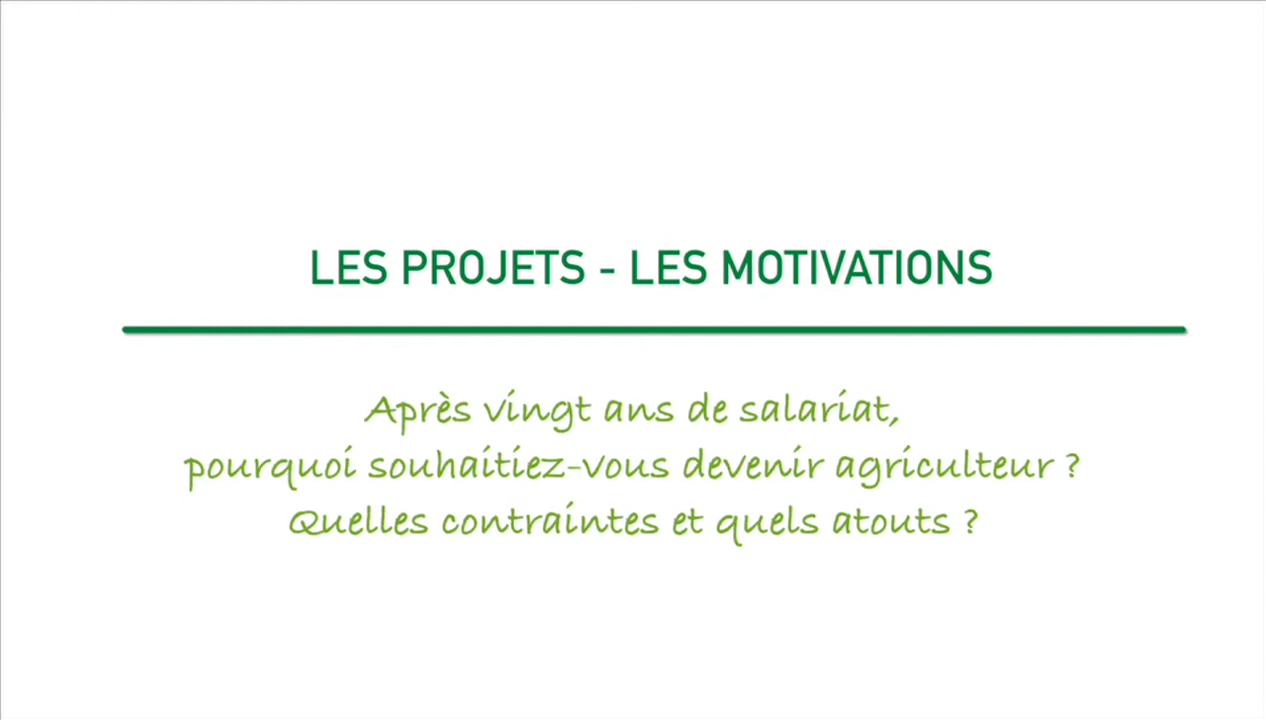 LES PROJETS - LES MOTIVATIONS
Après vingt ans de salariat,
pourquoi souhaitiez-vous devenir agriculteur ?
Quelles contraintes et quels atouts ?